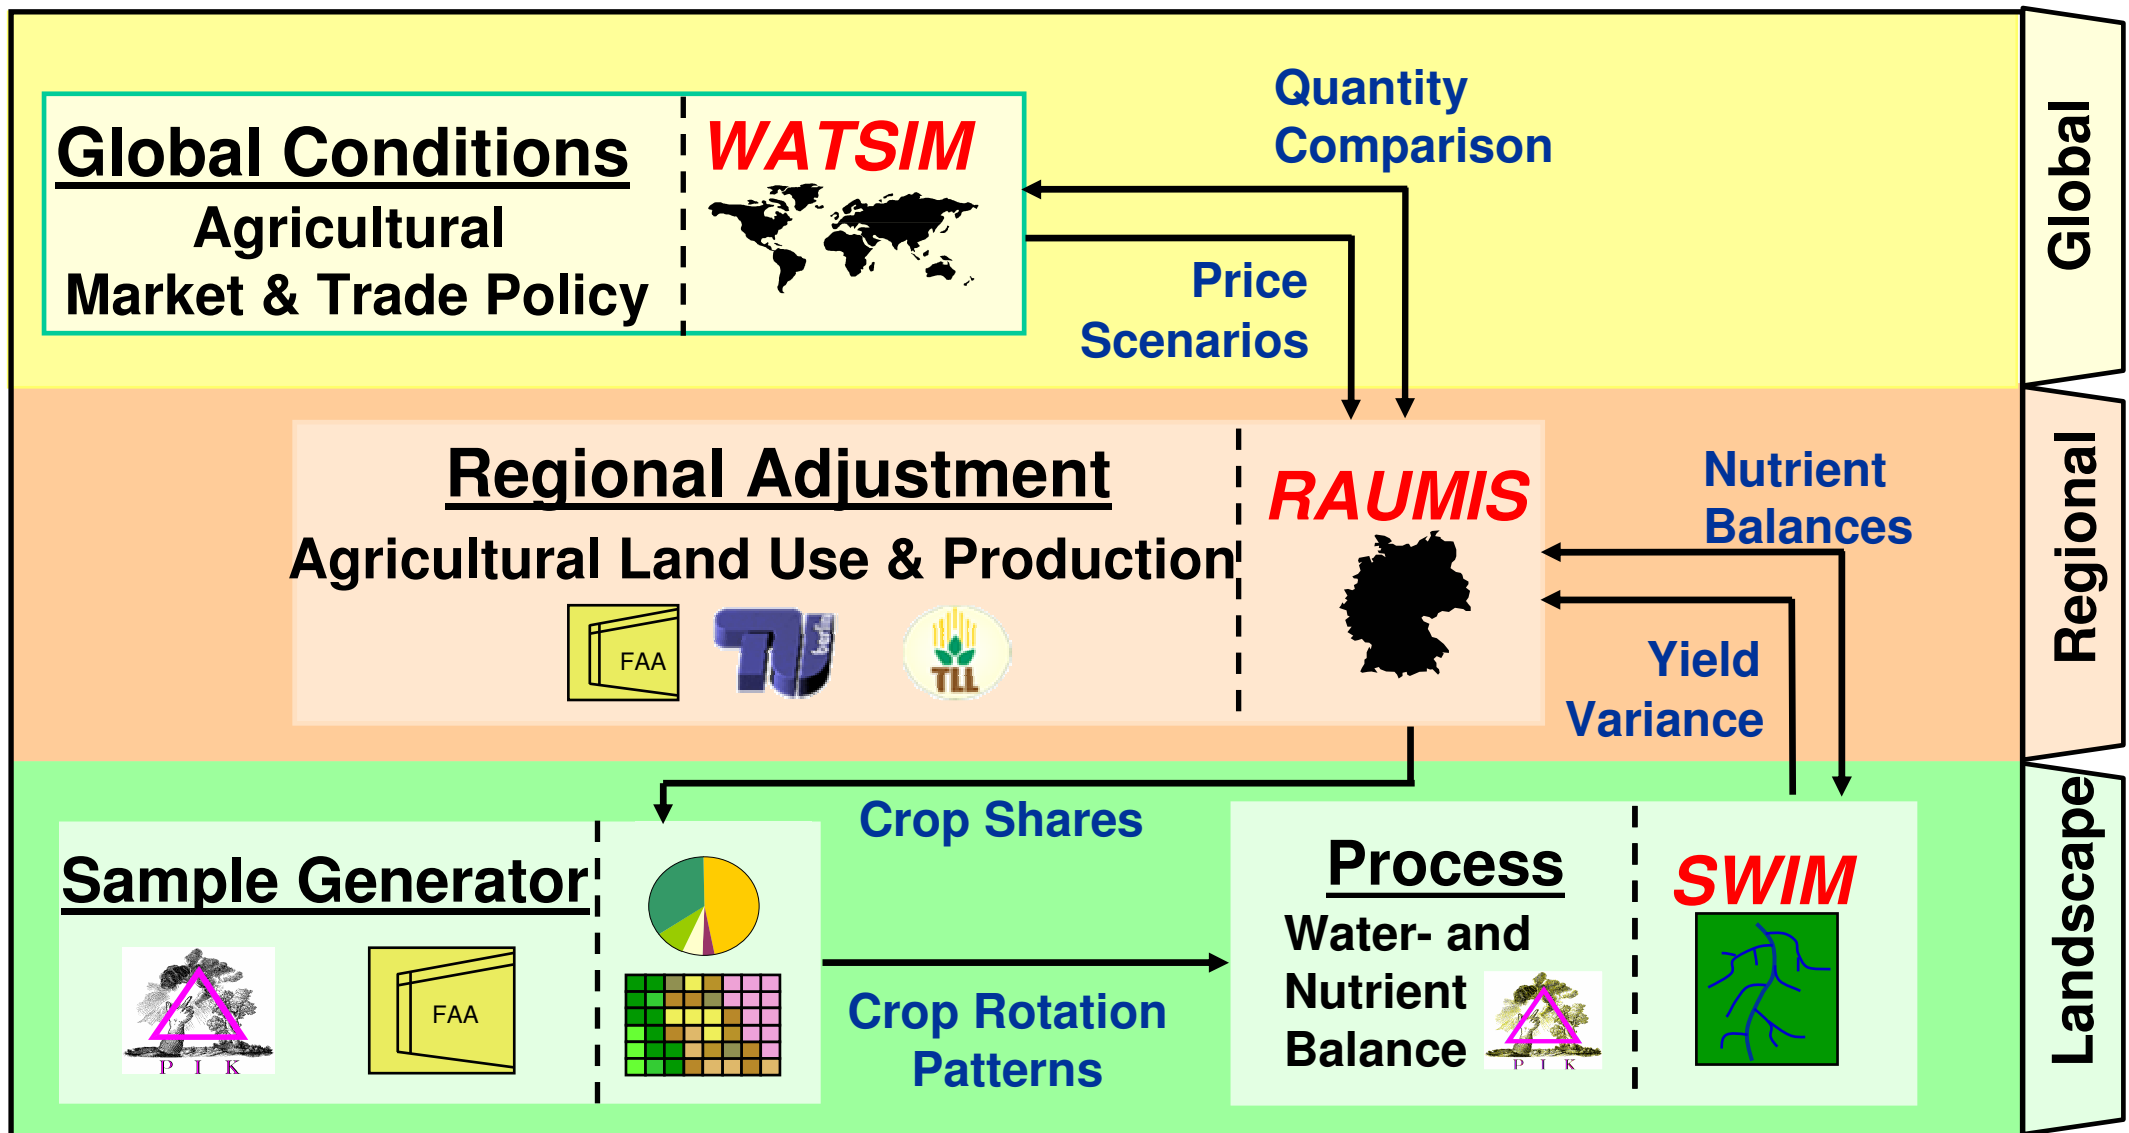 Global Conditions
Agricultural
Market & Trade Policy
WATSIM
Quantity
Comparison
Price
Scenarios
Global
Regional Adjustment
Agricultural Land Use & Production
FAA
TU
berlin
TLL
RAUMIS
Nutrient
Balances
Yield
Variance
Regional
Crop Shares
Sample Generator
P I K
FAA
Crop Rotation
Patterns
Process
Water- and
Nutrient
Balance
P I K
SWIM
Landscape